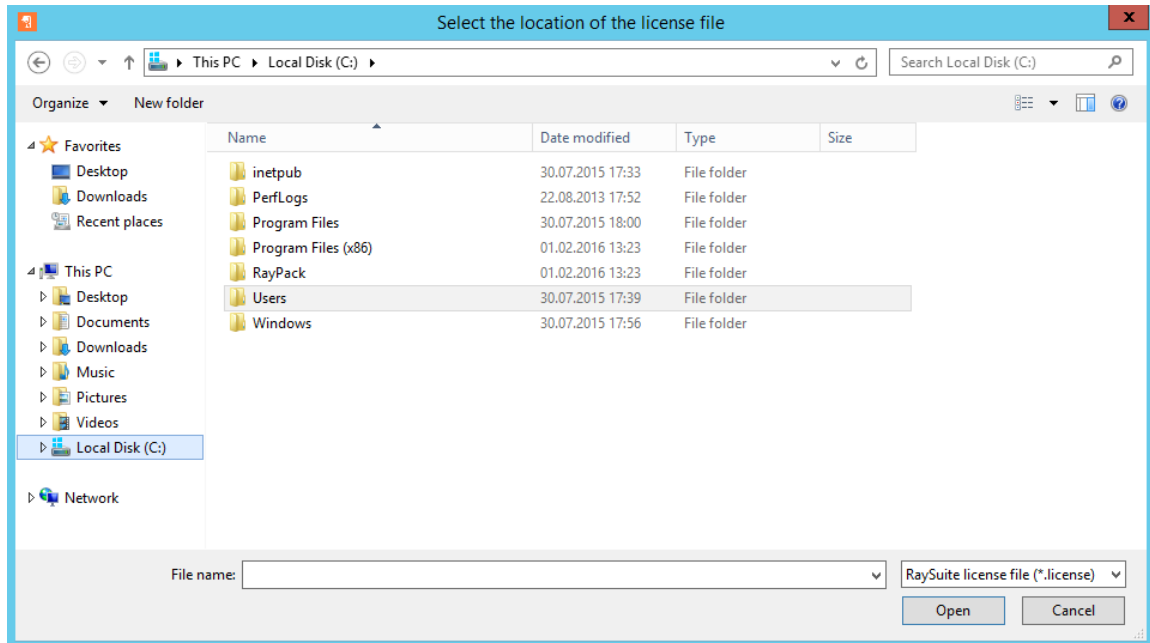 Select the location of the license file
x
This PC Local Disk (C:)
Search Local Disk (C:)
Organize New folder
Name Date modified Type Size
Favorites
Desktop
Downloads
Recent places
This PC
Desktop
Documents
Downloads
Music
Pictures
Videos
Local Disk (C:)
Network
inetpub 30.07.2015 17:33 File folder
PerfLogs 22.08.2013 17:52 File folder
Program Files 30.07.2015 18:00 File folder
Program Files (x86) 01.02.2016 13:23 File folder
RayPack 01.02.2016 13:23 File folder
Users 30.07.2015 17:39 File folder
Windows 30.07.2015 17:56 File folder
File name:
RaySuite license file (*.license)
Open Cancel